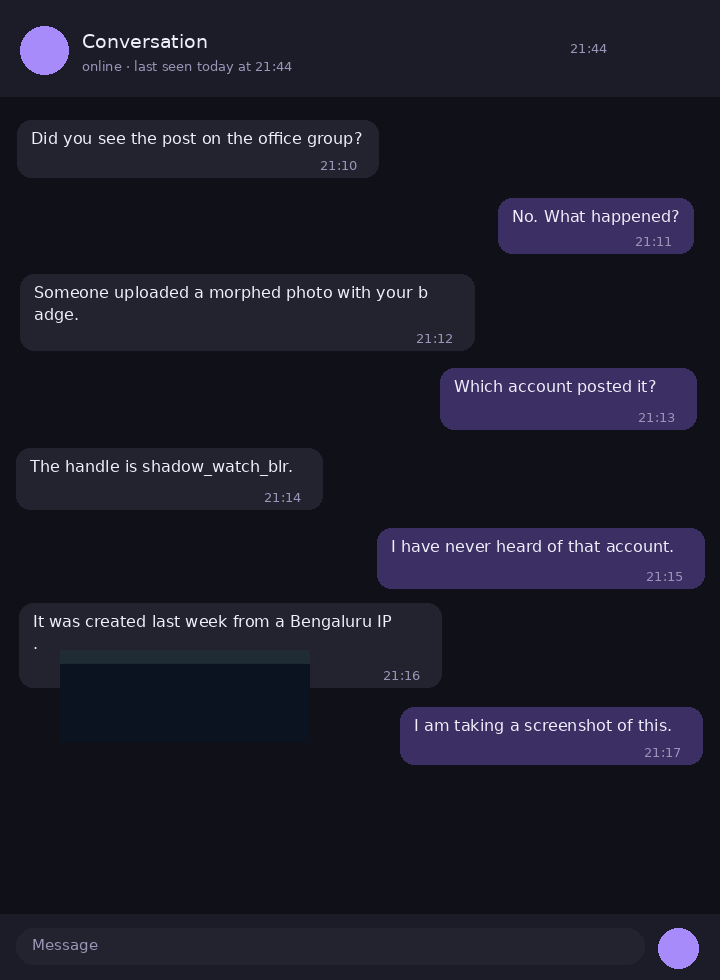 Conversation
online · last seen today at 21:44
21:44
Did you see the post on the office group?
21:10
No. What happened?
21:11
Someone uploaded a morphed photo with your b
adge.
21:12
Which account posted it?
21:13
The handle is shadow_watch_blr.
21:14
I have never heard of that account.
21:15
It was created last week from a Bengaluru IP
.
21:16
I am taking a screenshot of this.
21:17
Message